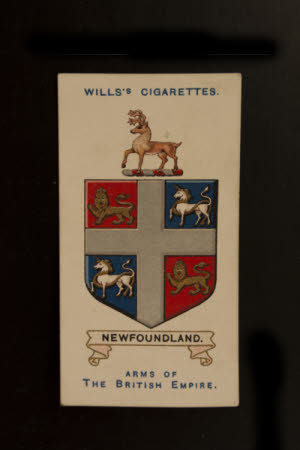 WILLS'S CIGARETTES.
NEWFOUNDLAND.
ARMS OF
THE BRITISH EMPIRE.